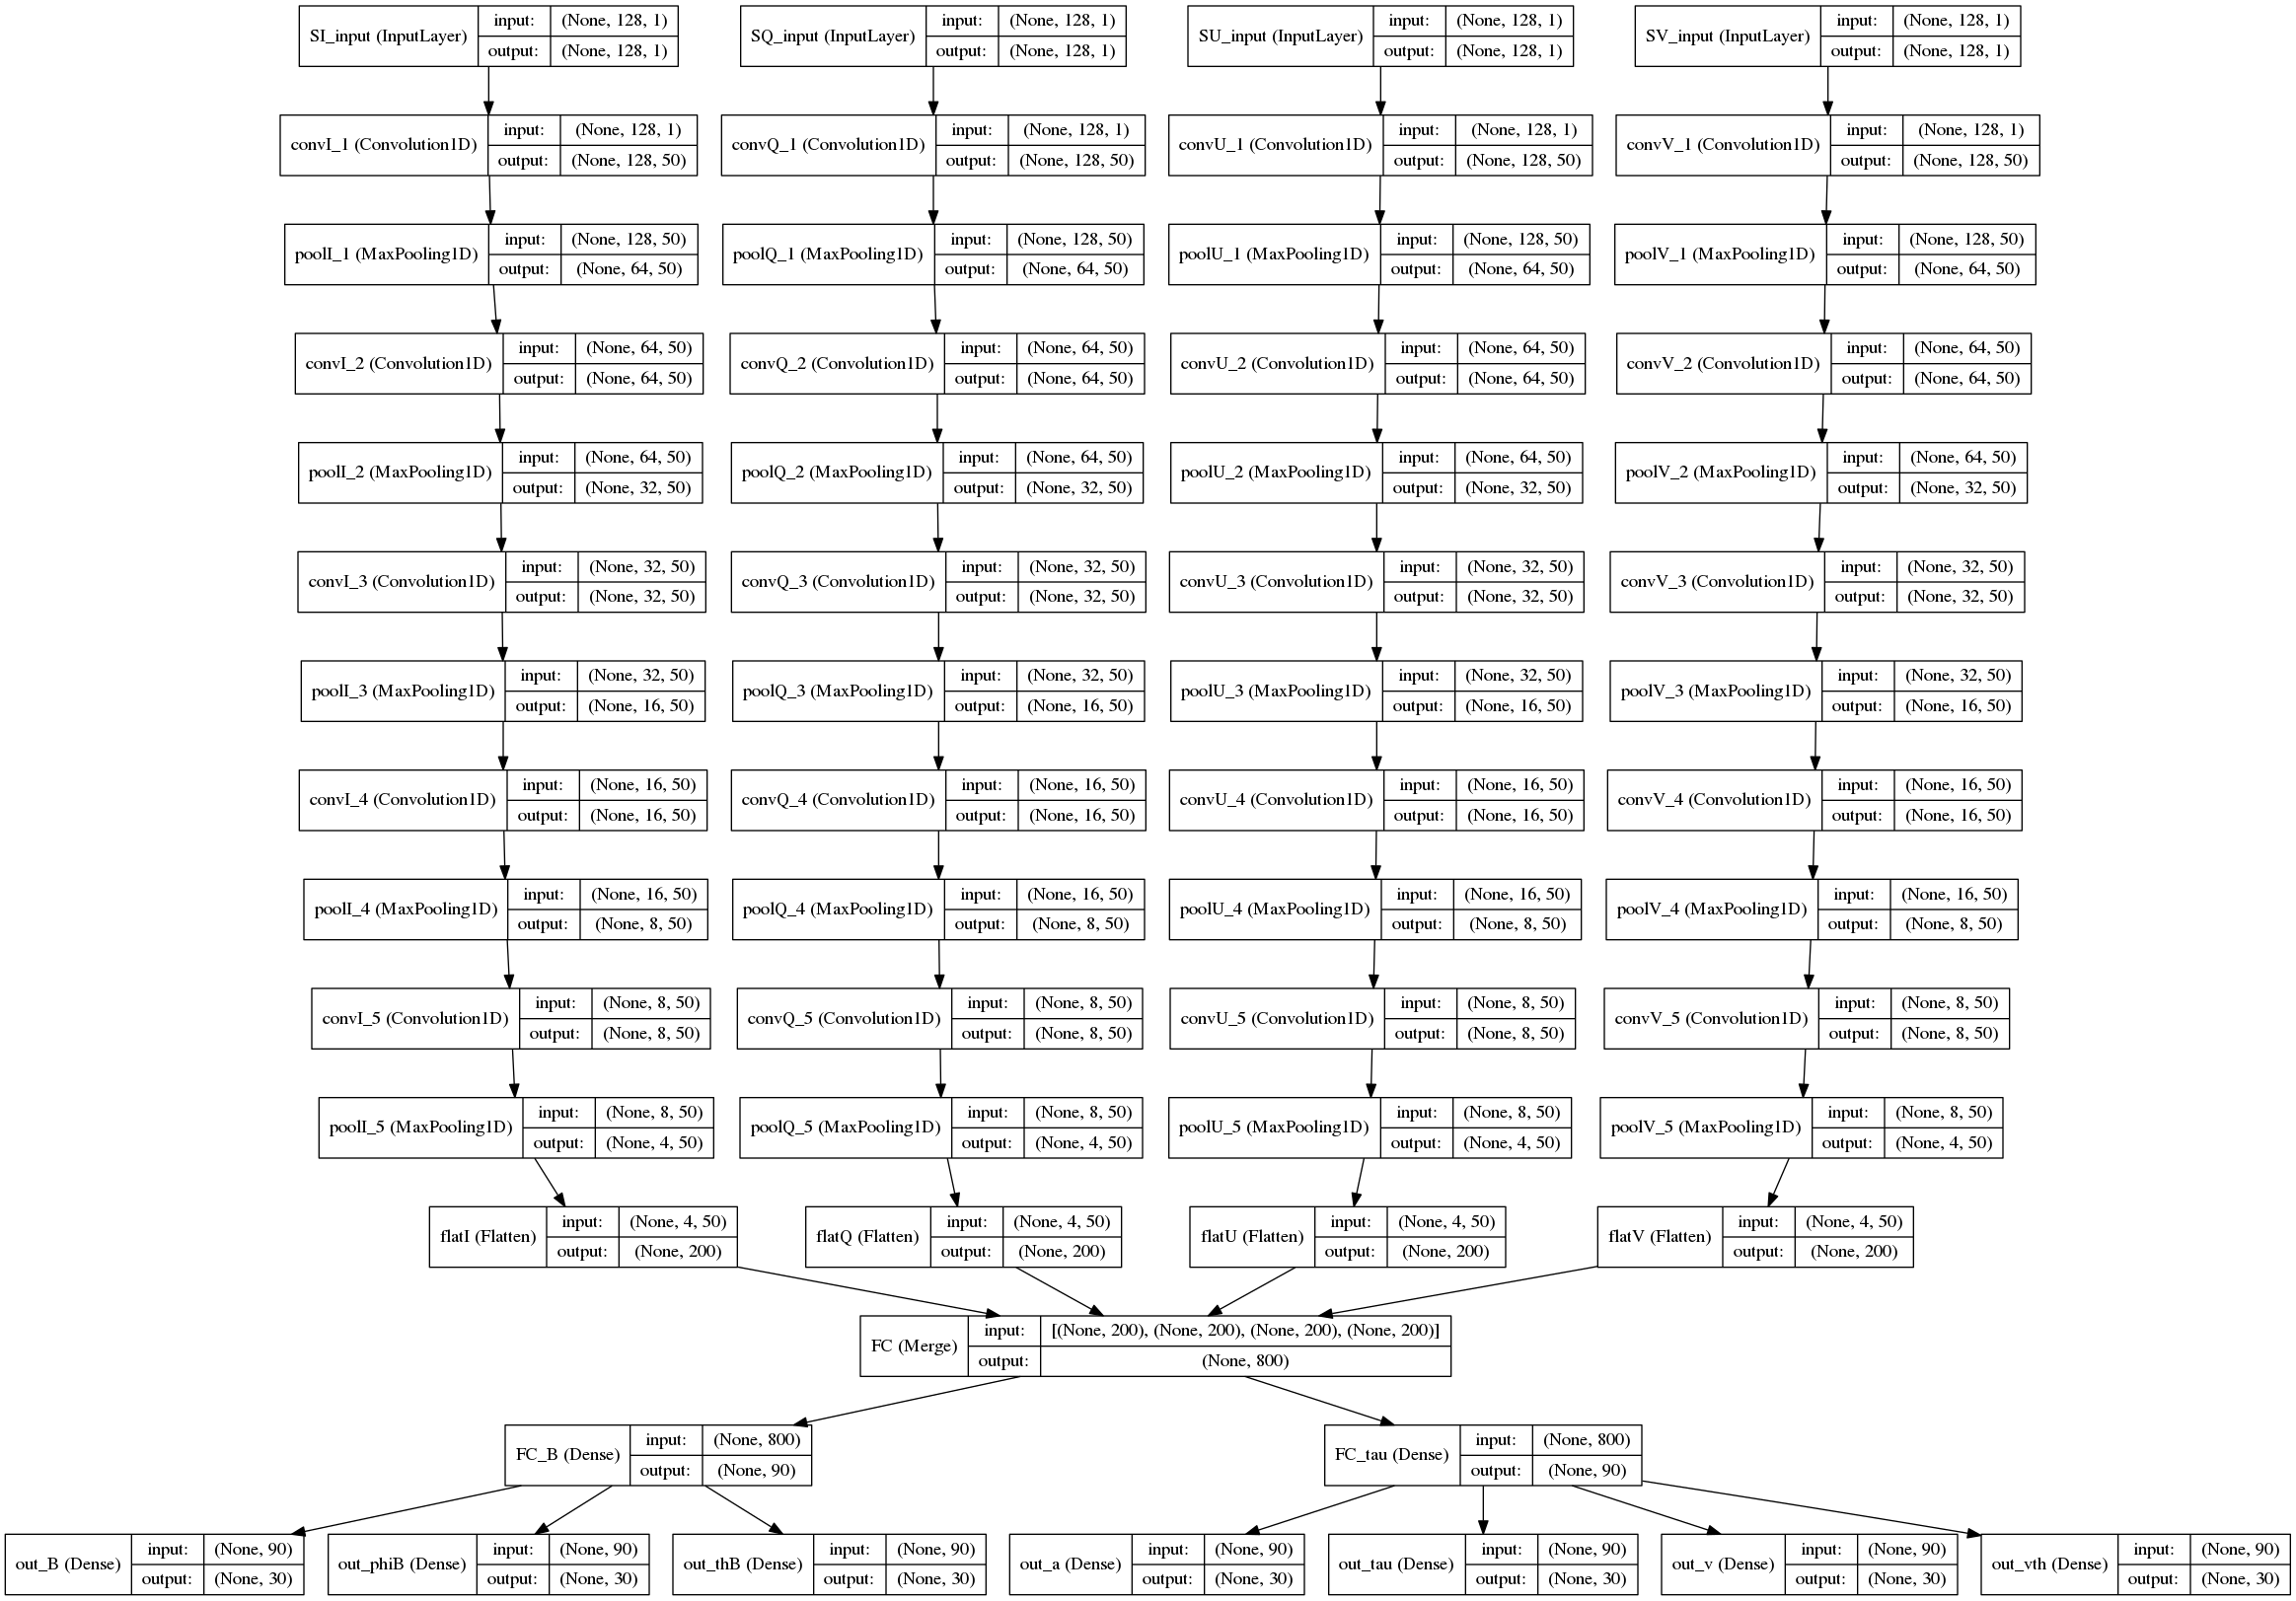 SI_input (InputLayer) input: (None, 128, 1) output: (None, 128, 1)
SQ_input (InputLayer) input: (None, 128, 1) output: (None, 128, 1)
SU_input (InputLayer) input: (None, 128, 1) output: (None, 128, 1)
SV_input (InputLayer) input: (None, 128, 1) output: (None, 128, 1)
convI_1 (Convolution1D) input: (None, 128, 1) output: (None, 128, 50)
convQ_1 (Convolution1D) input: (None, 128, 1) output: (None, 128, 50)
convU_1 (Convolution1D) input: (None, 128, 1) output: (None, 128, 50)
convV_1 (Convolution1D) input: (None, 128, 1) output: (None, 128, 50)
poolI_1 (MaxPooling1D) input: (None, 128, 50) output: (None, 64, 50)
poolQ_1 (MaxPooling1D) input: (None, 128, 50) output: (None, 64, 50)
poolU_1 (MaxPooling1D) input: (None, 128, 50) output: (None, 64, 50)
poolV_1 (MaxPooling1D) input: (None, 128, 50) output: (None, 64, 50)
convI_2 (Convolution1D) input: (None, 64, 50) output: (None, 64, 50)
convQ_2 (Convolution1D) input: (None, 64, 50) output: (None, 64, 50)
convU_2 (Convolution1D) input: (None, 64, 50) output: (None, 64, 50)
convV_2 (Convolution1D) input: (None, 64, 50) output: (None, 64, 50)
poolI_2 (MaxPooling1D) input: (None, 64, 50) output: (None, 32, 50)
poolQ_2 (MaxPooling1D) input: (None, 64, 50) output: (None, 32, 50)
poolU_2 (MaxPooling1D) input: (None, 64, 50) output: (None, 32, 50)
poolV_2 (MaxPooling1D) input: (None, 64, 50) output: (None, 32, 50)
convI_3 (Convolution1D) input: (None, 32, 50) output: (None, 32, 50)
convQ_3 (Convolution1D) input: (None, 32, 50) output: (None, 32, 50)
convU_3 (Convolution1D) input: (None, 32, 50) output: (None, 32, 50)
convV_3 (Convolution1D) input: (None, 32, 50) output: (None, 32, 50)
poolI_3 (MaxPooling1D) input: (None, 32, 50) output: (None, 16, 50)
poolQ_3 (MaxPooling1D) input: (None, 32, 50) output: (None, 16, 50)
poolU_3 (MaxPooling1D) input: (None, 32, 50) output: (None, 16, 50)
poolV_3 (MaxPooling1D) input: (None, 32, 50) output: (None, 16, 50)
convI_4 (Convolution1D) input: (None, 16, 50) output: (None, 16, 50)
convQ_4 (Convolution1D) input: (None, 16, 50) output: (None, 16, 50)
convU_4 (Convolution1D) input: (None, 16, 50) output: (None, 16, 50)
convV_4 (Convolution1D) input: (None, 16, 50) output: (None, 16, 50)
poolI_4 (MaxPooling1D) input: (None, 16, 50) output: (None, 8, 50)
poolQ_4 (MaxPooling1D) input: (None, 16, 50) output: (None, 8, 50)
poolU_4 (MaxPooling1D) input: (None, 16, 50) output: (None, 8, 50)
poolV_4 (MaxPooling1D) input: (None, 16, 50) output: (None, 8, 50)
convI_5 (Convolution1D) input: (None, 8, 50) output: (None, 8, 50)
convQ_5 (Convolution1D) input: (None, 8, 50) output: (None, 8, 50)
convU_5 (Convolution1D) input: (None, 8, 50) output: (None, 8, 50)
convV_5 (Convolution1D) input: (None, 8, 50) output: (None, 8, 50)
poolI_5 (MaxPooling1D) input: (None, 8, 50) output: (None, 4, 50)
poolQ_5 (MaxPooling1D) input: (None, 8, 50) output: (None, 4, 50)
poolU_5 (MaxPooling1D) input: (None, 8, 50) output: (None, 4, 50)
poolV_5 (MaxPooling1D) input: (None, 8, 50) output: (None, 4, 50)
flatI (Flatten) input: (None, 4, 50) output: (None, 200)
flatQ (Flatten) input: (None, 4, 50) output: (None, 200)
flatU (Flatten) input: (None, 4, 50) output: (None, 200)
flatV (Flatten) input: (None, 4, 50) output: (None, 200)
FC (Merge) input: [(None, 200), (None, 200), (None, 200), (None, 200)] output: (None, 800)
FC_B (Dense) input: (None, 800) output: (None, 90)
FC_tau (Dense) input: (None, 800) output: (None, 90)
out_B (Dense) input: (None, 90) output: (None, 30)
out_phiB (Dense) input: (None, 90) output: (None, 30)
out_thB (Dense) input: (None, 90) output: (None, 30)
out_a (Dense) input: (None, 90) output: (None, 30)
out_tau (Dense) input: (None, 90) output: (None, 30)
out_v (Dense) input: (None, 90) output: (None, 30)
out_vth (Dense) input: (None, 90) output: (None, 30)